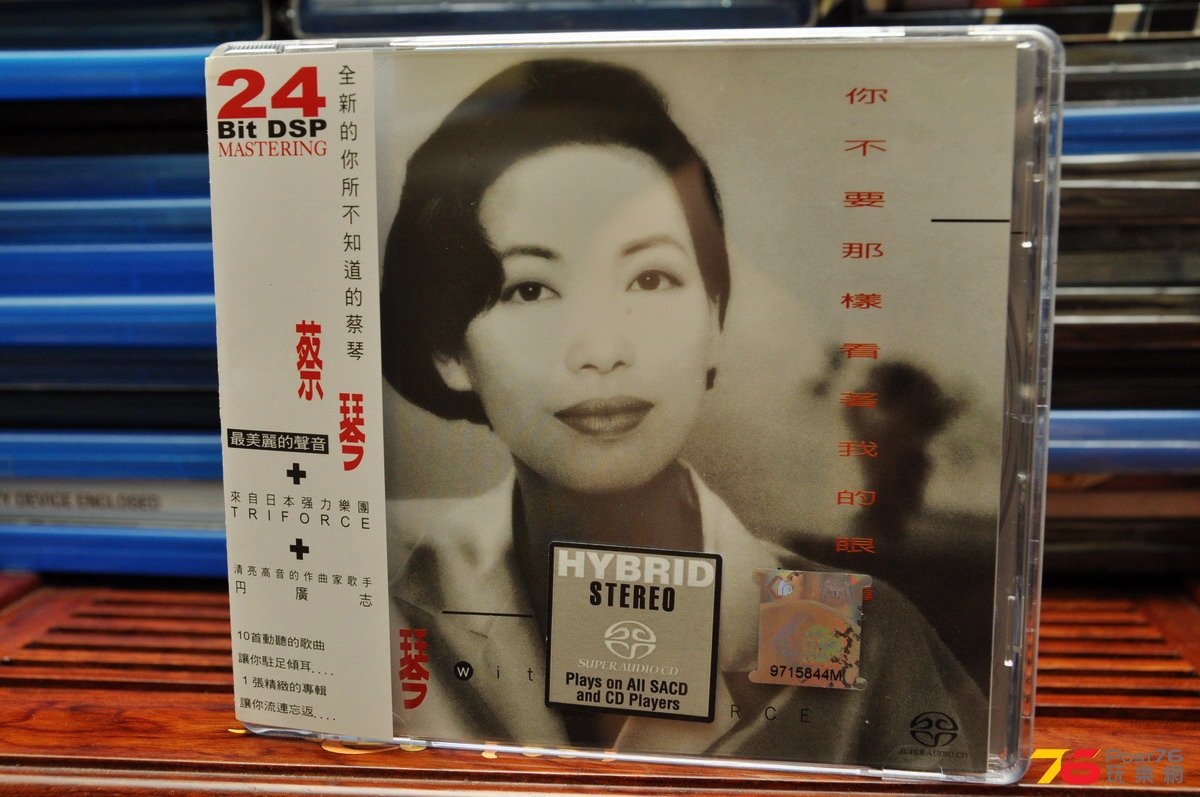 24
Bit DSP
MASTERING
全新的你所不知道的蔡琴
蔡琴
最美麗的聲音
+
來自日本强力樂團
TRIFORCE
+
清亮高音的作曲家歌手
円廣志
10首動聽的歌曲
讓你駐足傾耳....
1張精緻的專輯
讓你流連忘返....
你不要那樣看著我的眼
琴
Wit
RCE
HYBRID
STEREO
SUPER AUDIO CD
Plays on All SACD
and CD Players
9715844M
SUPER AUDIO CD
Y DEVICE ENCLOSED
76
Post76
玩樂網